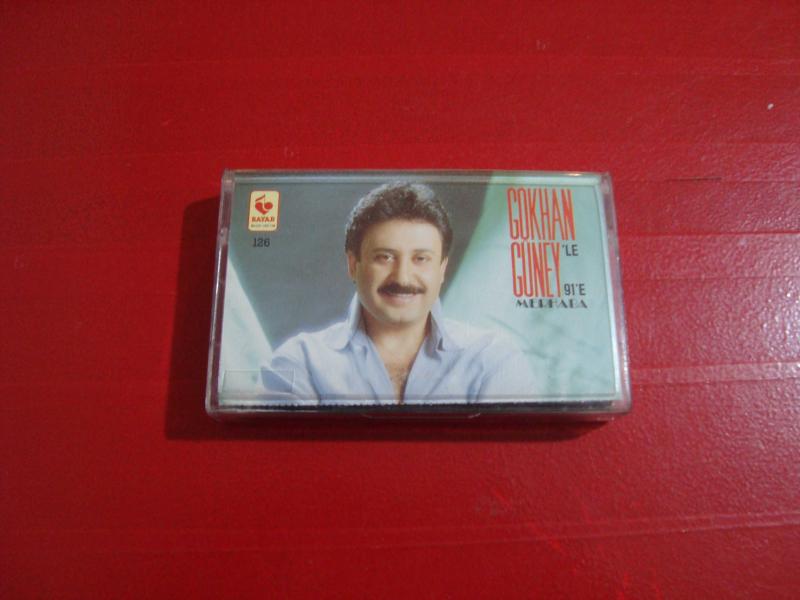 BAYAR
126
GÖKHAN
'LE
GÜNEY 91'E
MERHABA